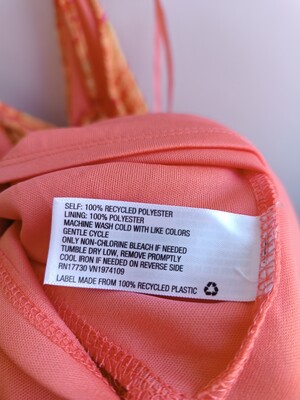 SELF: 100% RECYCLED POLYESTER
LINING: 100% POLYESTER
MACHINE WASH COLD WITH LIKE COLORS
GENTLE CYCLE
ONLY NON-CHLORINE BLEACH IF NEEDED
TUMBLE DRY LOW, REMOVE PROMPTLY
COOL IRON IF NEEDED ON REVERSE SIDE
RN17730 VN1974109
LABEL MADE FROM 100% RECYCLED PLASTIC